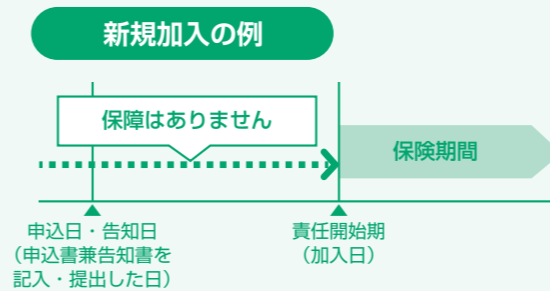 新規加入の例
保障はありません
保険期間
申込日・告知日
（申込書兼告知書を
記入・提出した日）
責任開始期
（加入日）